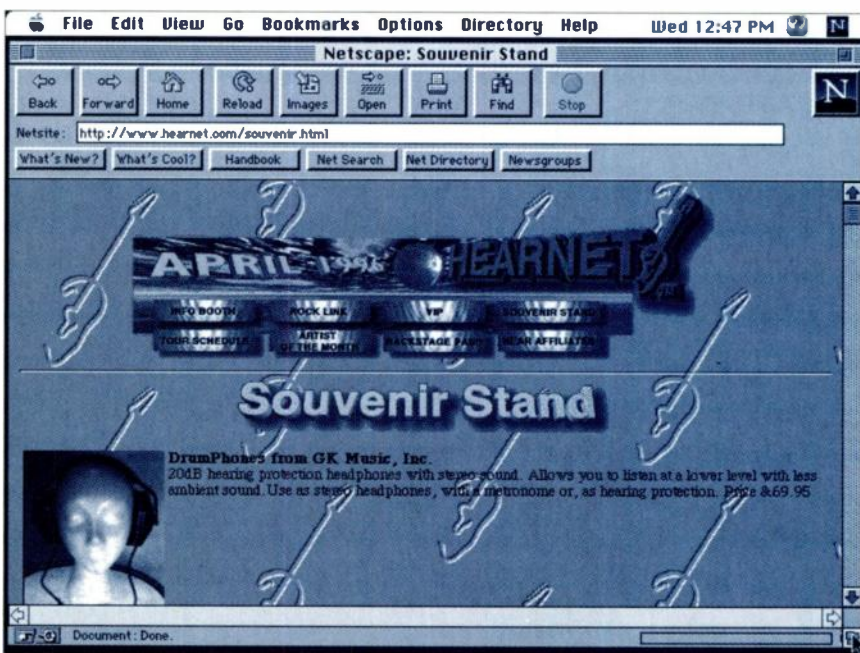 File Edit View Go Bookmarks Options Directory Help Wed 12:47 PM
Netscape: Souvenir Stand
Back Forward Home Reload Images Open Print Find Stop
N
Netsite: http://www.hearnet.com/souvenir.html
What's New? What's Cool? Handbook Net Search Net Directory Newsgroups
APRIL 1996 HEARNET
INFO BOOTH ROCK LINK VIP SOUVENIR STAND
TOUR SCHEDULE ARTIST OF THE MONTH BACKSTAGE PASS HEAR AFFILIATES
Souvenir Stand
DrumPhones from GK Music, Inc.
20dB hearing protection headphones with stereo sound. Allows you to listen at a lower level with less
ambient sound. Use as stereo headphones, with a metronome or, as hearing protection. Price &69.95
Document: Done.